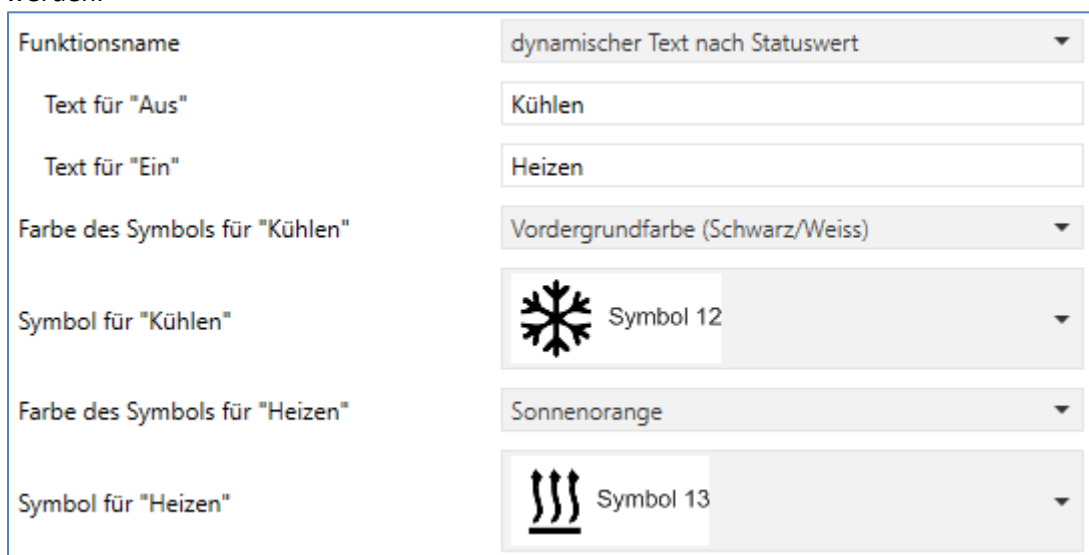 werden.
Funktionsname dynamischer Text nach Statuswert
Text für "Aus" Kühlen
Text für "Ein" Heizen
Farbe des Symbols für "Kühlen" Vordergrundfarbe (Schwarz/Weiss)
Symbol für "Kühlen" Symbol 12
Farbe des Symbols für "Heizen" Sonnenorange
Symbol für "Heizen" Symbol 13